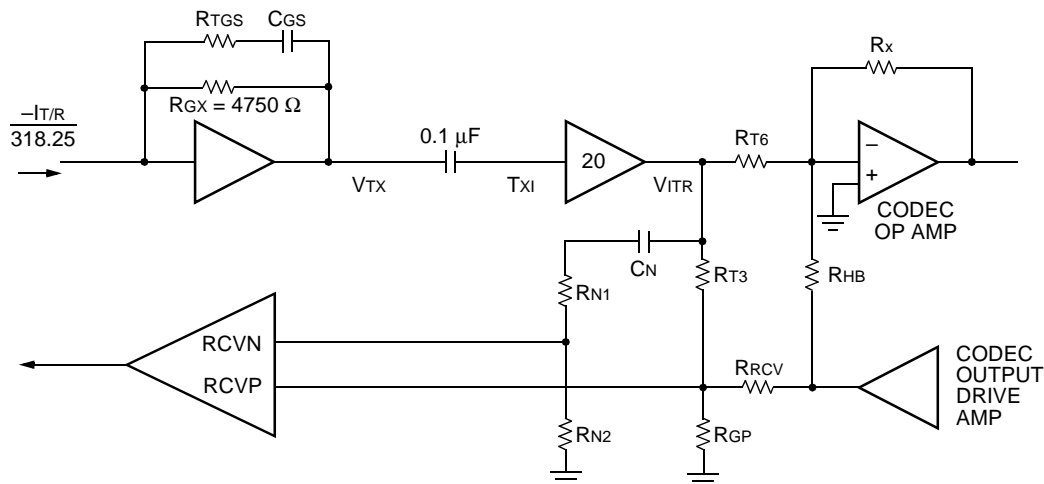 RTGS
CGS
RGX = 4750 Ω
–IT/R
318.25
VTX
0.1 μF
TXI
20
VITR
RT6
RX
–
+
CODEC
OP AMP
CN
RN1
RT3
RHB
RCVN
RCVP
RRCV
CODEC
OUTPUT
DRIVE
AMP
RN2
RGP